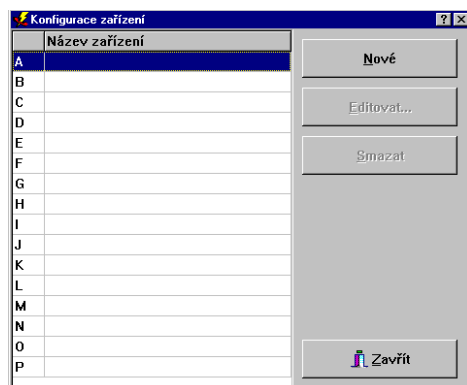 Konfigurace zařízení
Název zařízení
A
B
C
D
E
F
G
H
I
J
K
L
M
N
O
P
Nové
Editovat...
Smazat
Zavřít